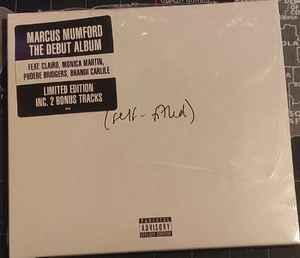 MARCUS MUMFORD
THE DEBUT ALBUM
FEAT. CLAIRO, MONICA MARTIN,
PHOEBE BRIDGERS, BRANDI CARLILE
LIMITED EDITION
INC. 2 BONUS TRACKS
(self-titled)
PARENTAL
ADVISORY
EXPLICIT CONTENT